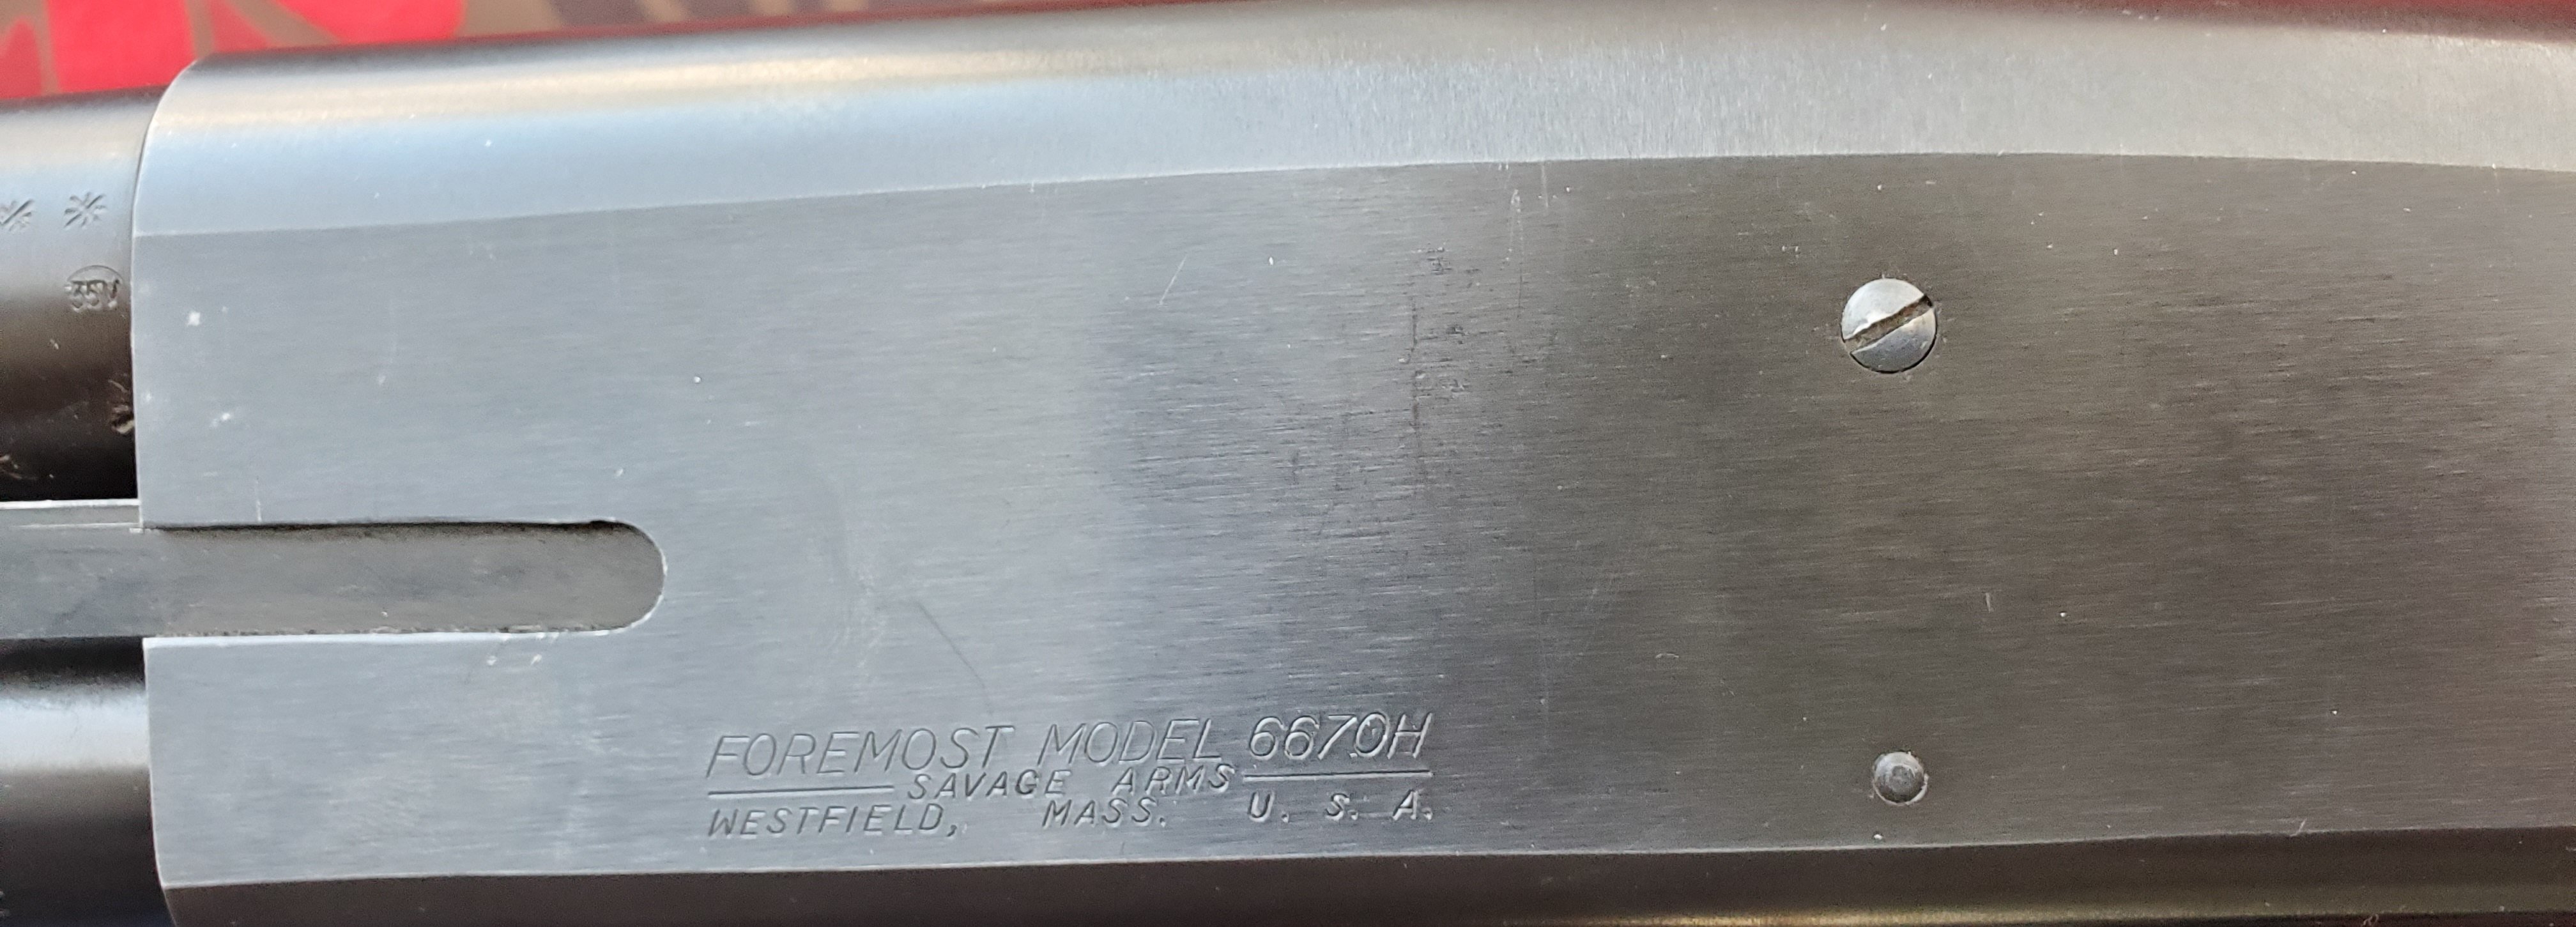 * *
35V
FOREMOST MODEL 6670H
SAVAGE ARMS
WESTFIELD, MASS. U. S. A.